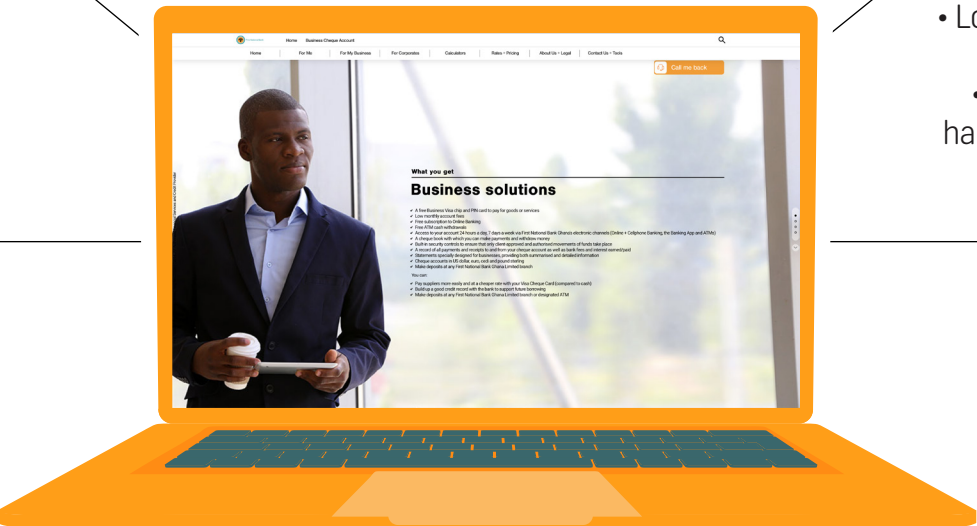 Home Business Cheque Account
Home
For Me
For My Business
For Corporates
Calculators
Rates + Pricing
About Us + Legal
Contact Us + Tools
Call me back
What you get
Business solutions
✔ A free Business Visa chip and PIN card to pay for goods or services
✔ Low monthly account fees
✔ Free subscription to Online Banking
✔ Free ATM cash withdrawals
✔ Access to your account 24 hours a day, 7 days a week via First National Bank Ghana's electronic channels (Online + Cellphone Banking, the Banking App and ATMs)
✔ A cheque book with which you can make payments and withdraw money
✔ Built-in security controls to ensure that only client approved and authorised movements of funds take place
✔ A record of all payments and receipts to and from your cheque account as well as bank fees and interest earned/paid
✔ Statements specially designed for businesses, providing both summarised and detailed information
✔ Cheque accounts in US dollar, euro, cedi and pound sterling
✔ Make deposits at any First National Bank Ghana Limited branch
You can:
✔ Pay suppliers more easily and at a cheaper rate with your Visa Cheque Card (compared to cash)
✔ Build up a good credit record with the bank to support future borrowing
✔ Make deposits at any First National Bank Ghana Limited branch or designated ATM
• Lo
•
ha